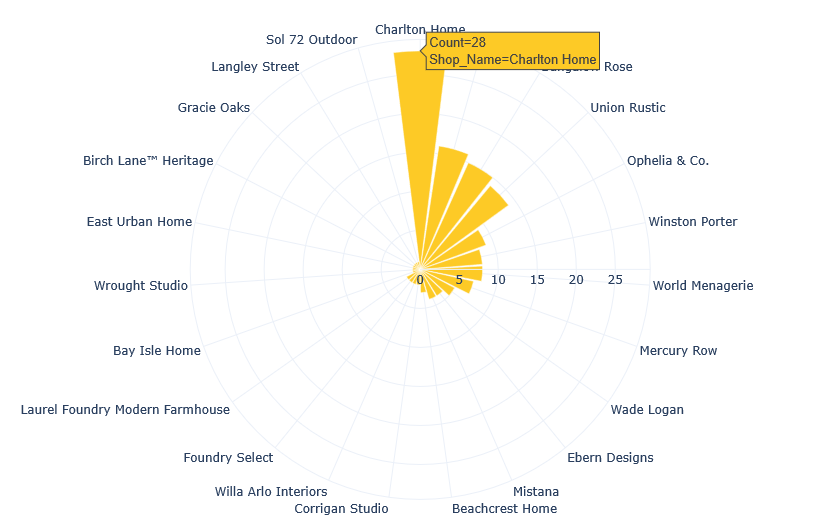 Charlton Home
Sol 72 Outdoor
Count=28
Shop_Name=Charlton Home
Langley Street
Rose
Gracie Oaks
Union Rustic
Birch Lane™ Heritage
Ophelia & Co.
East Urban Home
Winston Porter
0 5 10 15 20 25
Wrought Studio
World Menagerie
Bay Isle Home
Mercury Row
Laurel Foundry Modern Farmhouse
Wade Logan
Foundry Select
Ebern Designs
Willa Arlo Interiors
Mistana
Corrigan Studio
Beachcrest Home